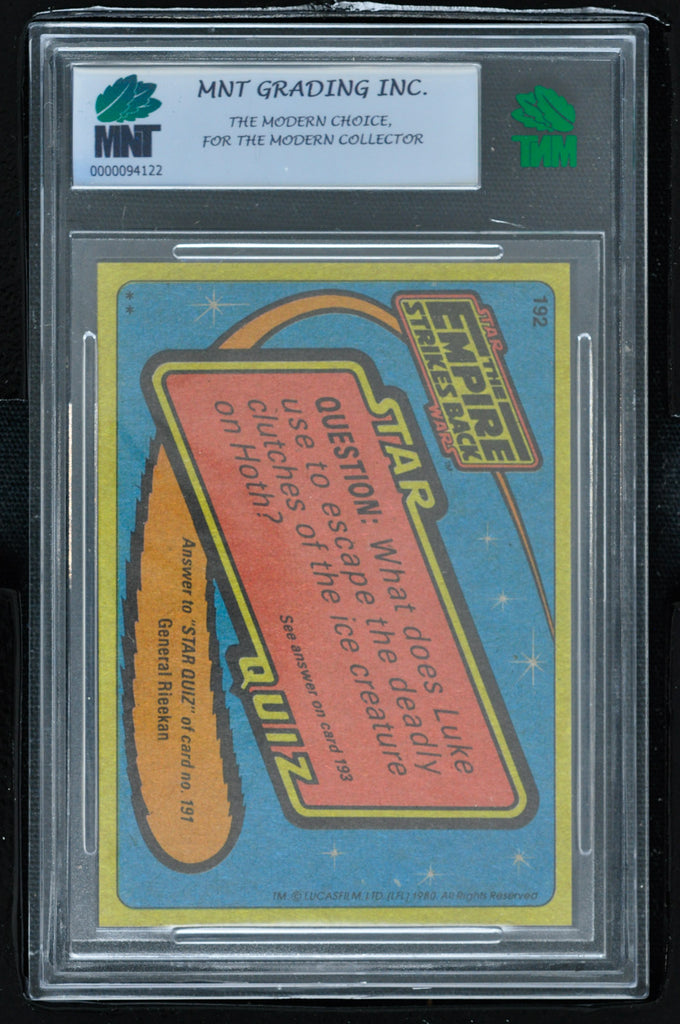 MNT GRADING INC.
THE MODERN CHOICE,
FOR THE MODERN COLLECTOR
MNT
0000094122
MNT
192
STAR
THE
EMPIRE
STRIKES BACK
WARS™
STAR
QUESTION: What does Luke
use to escape the deadly
clutches of the ice creature
on Hoth?
See answer on card 193
QUIZ
Answer to "STAR QUIZ" of card no. 191
General Rieekan
TM: © LUCASFILM, LTD. (LFL) 1980. All Rights Reserved
**